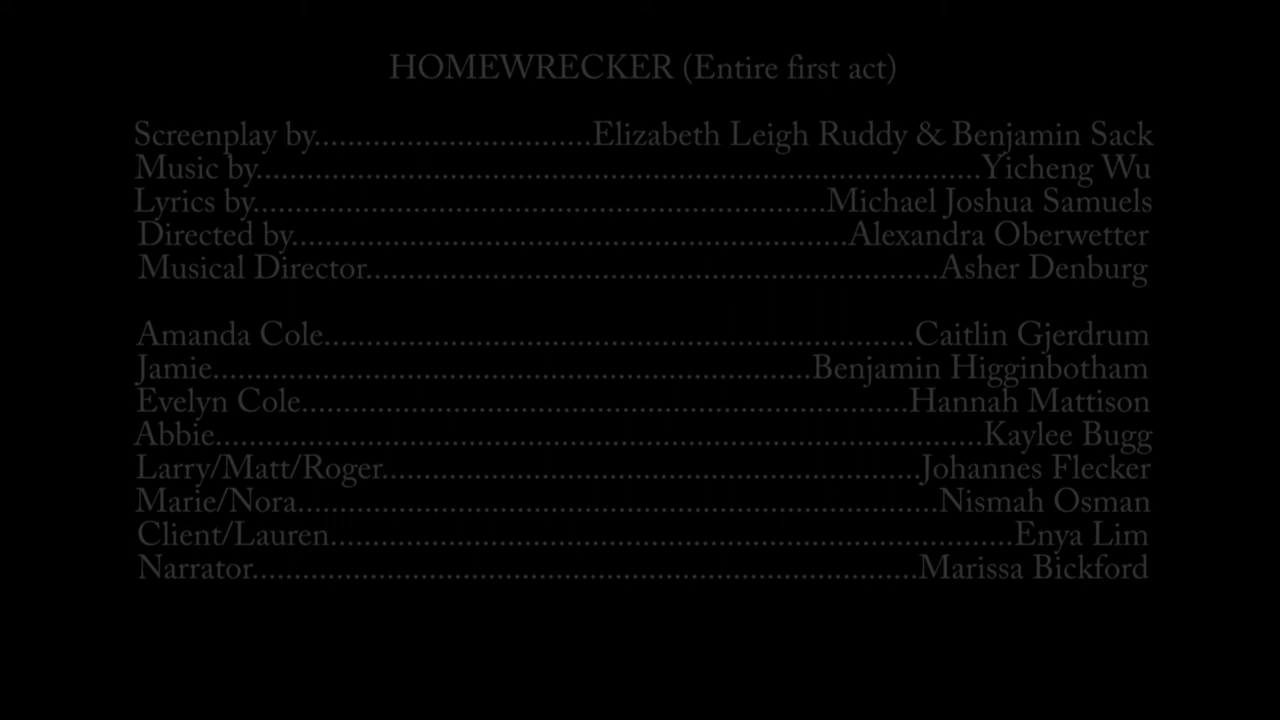 HOMEWRECKER (Entire first act)
Screenplay by.................................Elizabeth Leigh Ruddy & Benjamin Sack
Music by.......................................................................................Yicheng Wu
Lyrics by.....................................................................Michael Joshua Samuels
Directed by...................................................................Alexandra Oberwetter
Musical Director.....................................................................Asher Denburg
Amanda Cole.......................................................................Caitlin Gjerdrum
Jamie........................................................................Benjamin Higginbotham
Evelyn Cole.........................................................................Hannah Mattison
Abbie............................................................................................Kaylee Bugg
Larry/Matt/Roger................................................................Johannes Flecker
Marie/Nora.............................................................................Nismah Osman
Client/Lauren..................................................................................Enya Lim
Narrator................................................................................Marissa Bickford